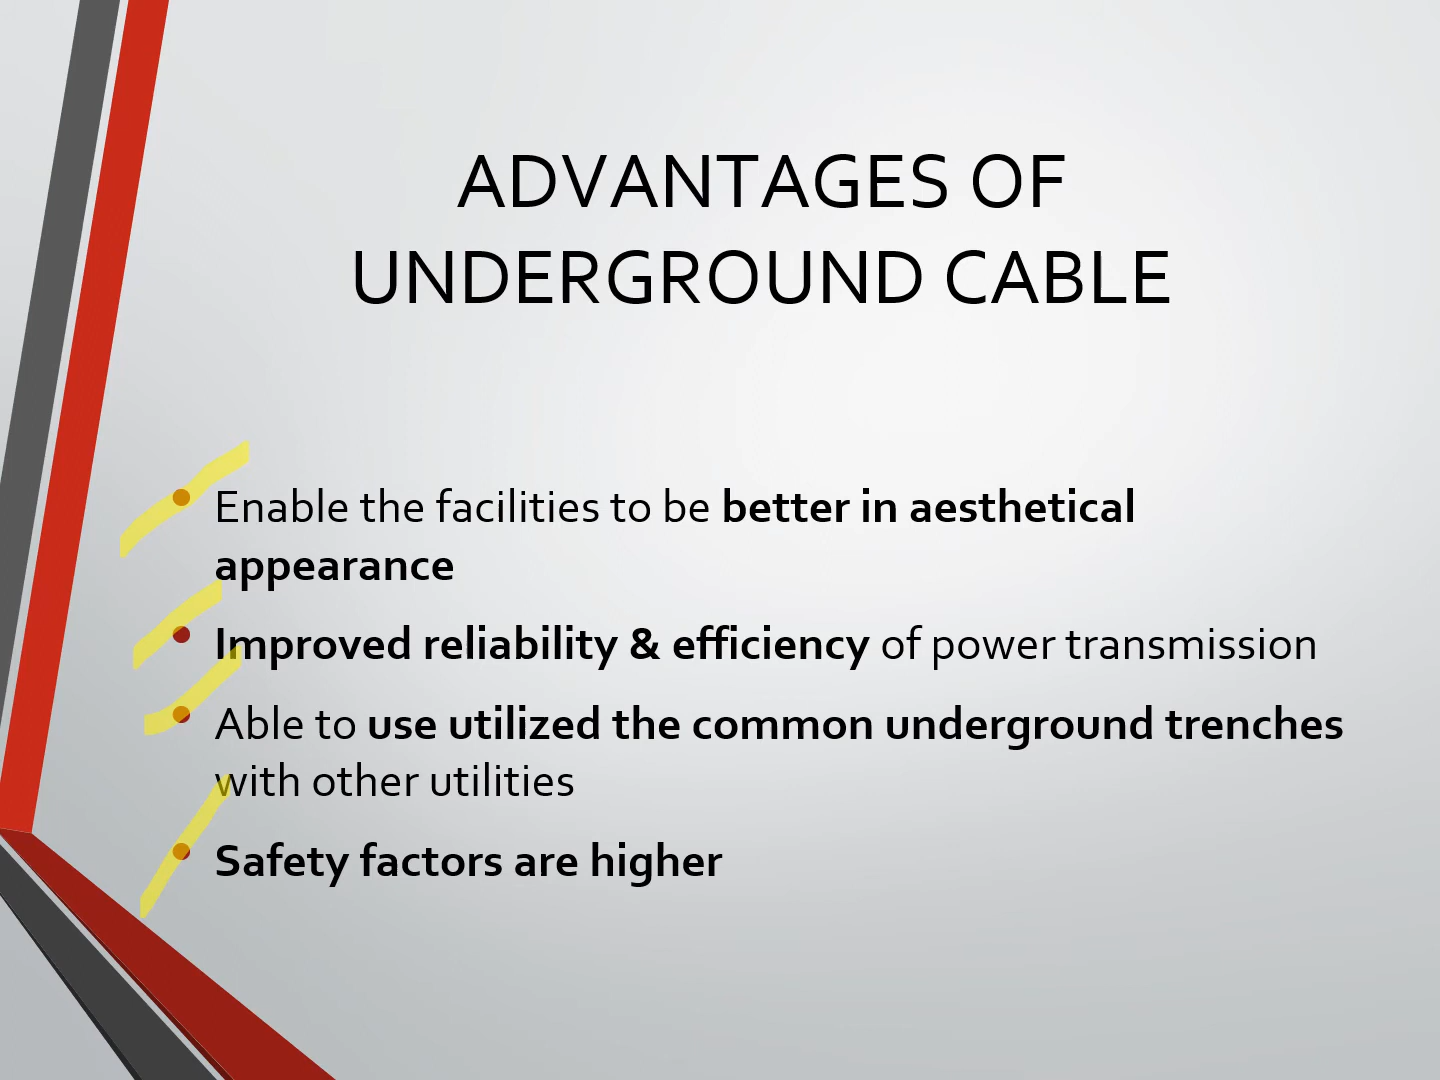 ADVANTAGES OF
UNDERGROUND CABLE
• Enable the facilities to be better in aesthetical
appearance
• Improved reliability & efficiency of power transmission
• Able to use utilized the common underground trenches
with other utilities
• Safety factors are higher